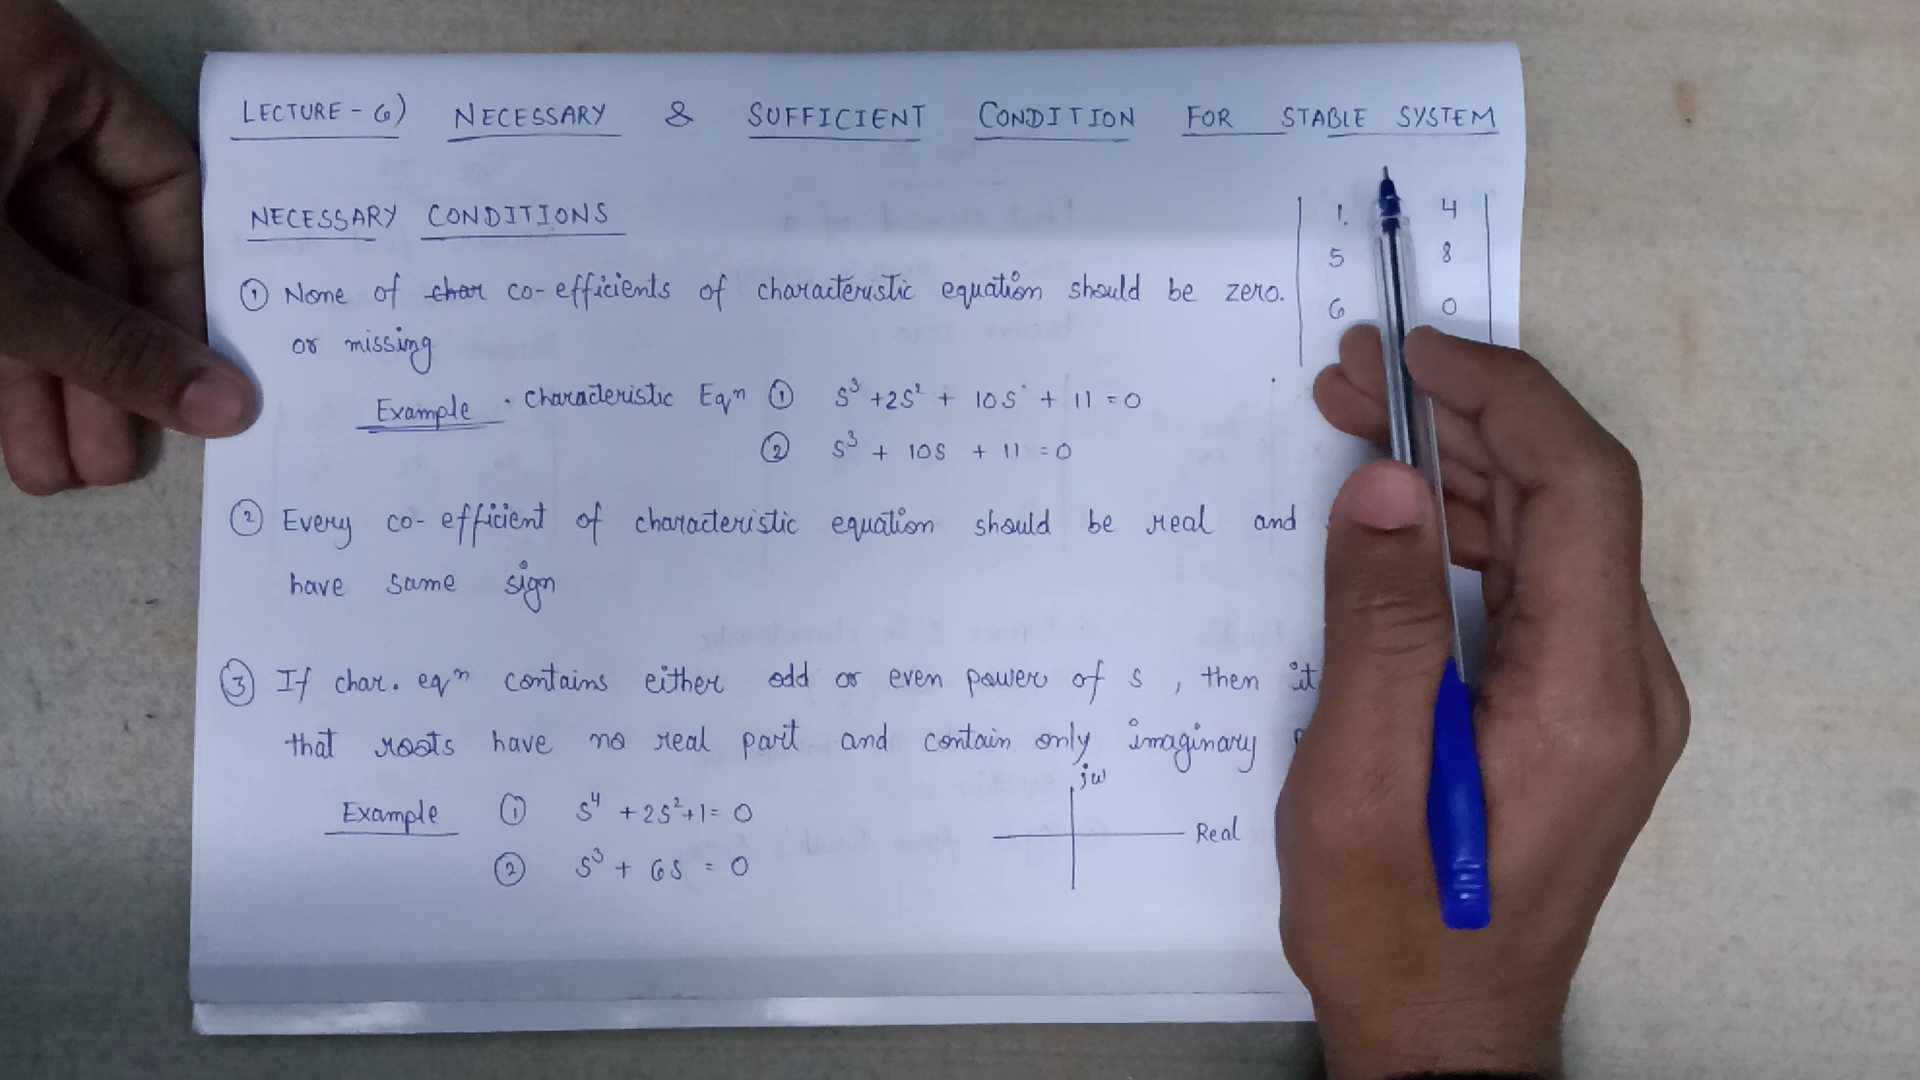 LECTURE - 6) NECESSARY & SUFFICIENT CONDITION FOR STABLE SYSTEM
NECESSARY CONDITIONS
1. 4
5 8
6 0
① None of char co-efficients of characteristic equation should be zero.
or missing
Example . Characteristic Eqⁿ ① S³ + 2S² + 10S + 11 = 0
② S³ + 10S + 11 = 0
② Every co-efficient of characteristic equation should be real and
have same sign
③ If char. eqⁿ contains either odd or even power of s , then it
that roots have no real part and contain only imaginary
jω
Example ① S⁴ + 2S² + 1 = 0
Real
② S³ + 6S = 0